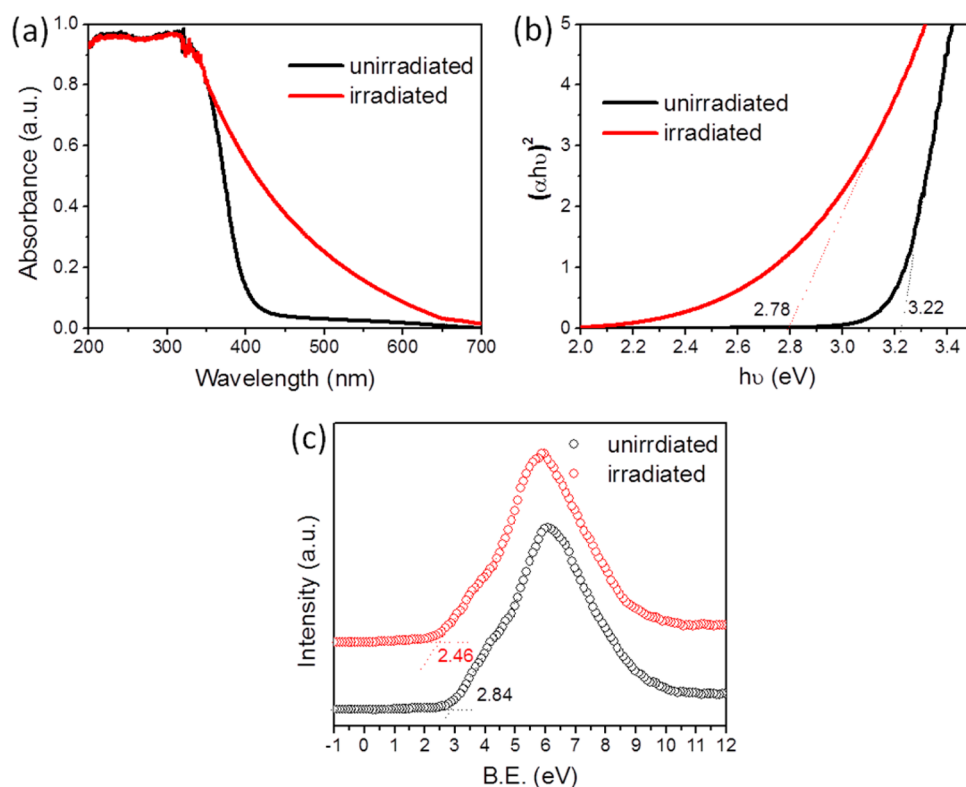 (a)
unirradiated
irradiated
Absorbance (a.u.)
1.0
0.8
0.6
0.4
0.2
0.0
200 300 400 500 600 700
Wavelength (nm)
(b)
unirradiated
irradiated
(αhυ)²
5
4
3
2
1
0
2.78
3.22
2.0 2.2 2.4 2.6 2.8 3.0 3.2 3.4
hυ (eV)
(c)
unirrdiated
irradiated
Intensity (a.u.)
2.46
2.84
-1 0 1 2 3 4 5 6 7 8 9 10 11 12
B.E. (eV)